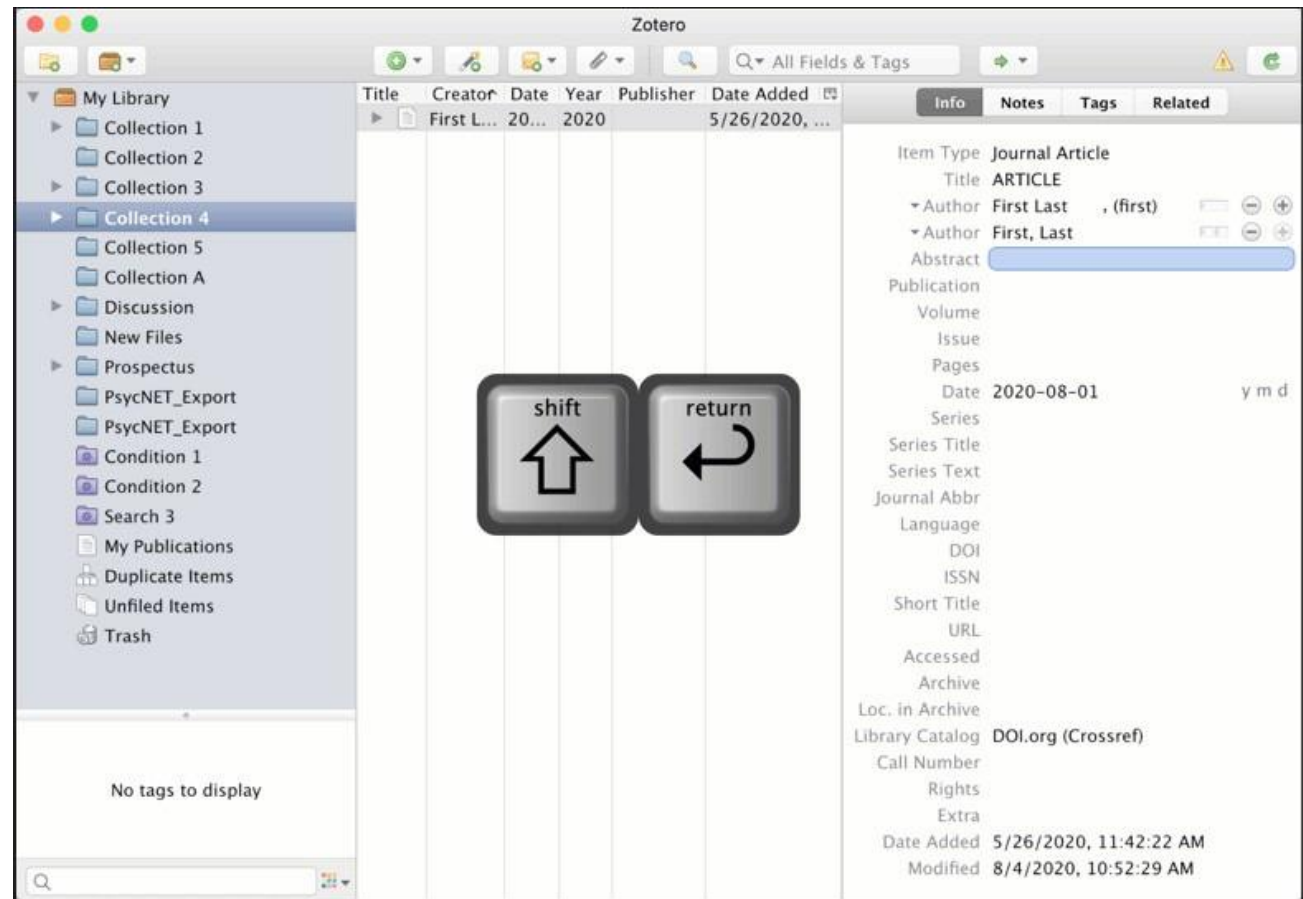 Zotero
All Fields & Tags
My Library
Collection 1
Collection 2
Collection 3
Collection 4
Collection 5
Collection A
Discussion
New Files
Prospectus
PsycNET_Export
PsycNET_Export
Condition 1
Condition 2
Search 3
My Publications
Duplicate Items
Unfiled Items
Trash
No tags to display
Title Creator Date Year Publisher Date Added
First L... 20... 2020 5/26/2020, ...
shift return
Info Notes Tags Related
Item Type Journal Article
Title ARTICLE
Author First Last , (first)
Author First, Last
Abstract
Publication
Volume
Issue
Pages
Date 2020-08-01 y m d
Series
Series Title
Series Text
Journal Abbr
Language
DOI
ISSN
Short Title
URL
Accessed
Archive
Loc. in Archive
Library Catalog DOI.org (Crossref)
Call Number
Rights
Extra
Date Added 5/26/2020, 11:42:22 AM
Modified 8/4/2020, 10:52:29 AM